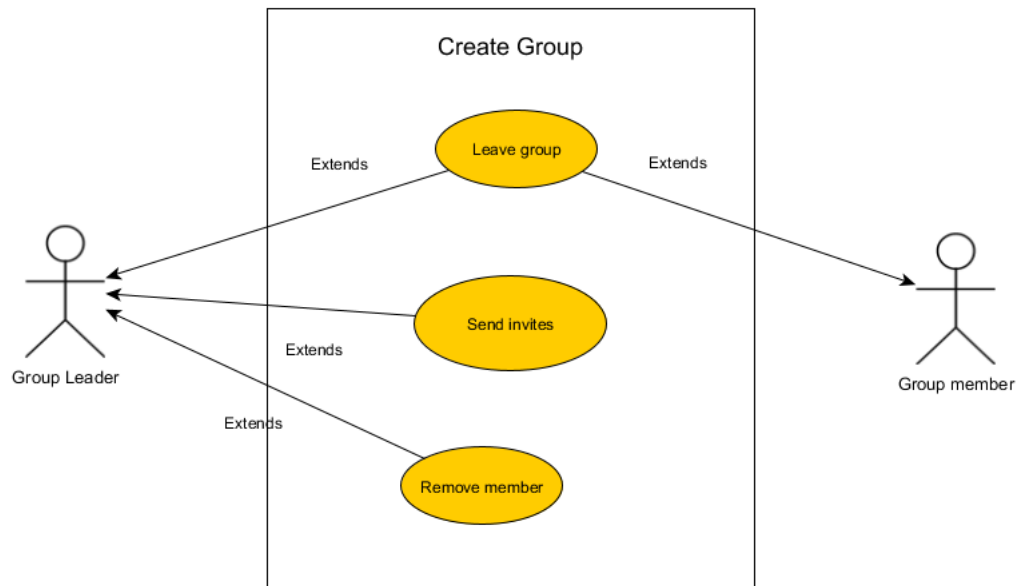 Create Group
Leave group
Extends
Extends
Send invites
Extends
Group Leader
Group member
Extends
Remove member